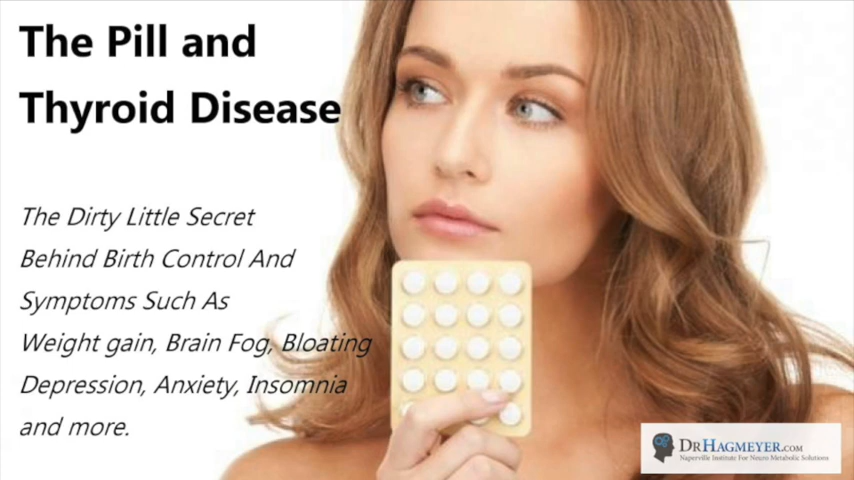 The Pill and
Thyroid Disease
The Dirty Little Secret
Behind Birth Control And
Symptoms Such As
Weight gain, Brain Fog, Bloating
Depression, Anxiety, Insomnia
and more.
DRHAGMEYER.COM
Naperville Institute For Neuro Metabolic Solutions